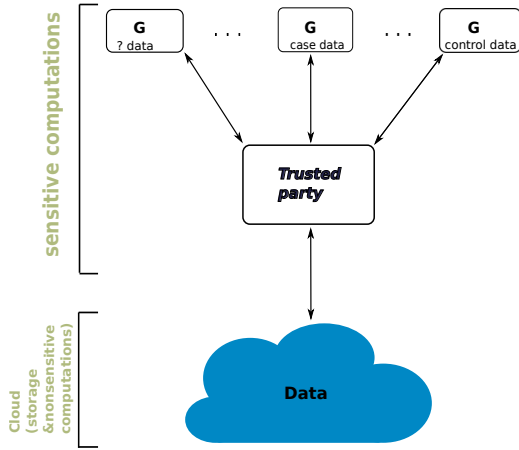 G
? data
. . .
G
case data
. . .
G
control data
sensitive computations
Trusted
party
Cloud
(storage
&nonsensitive
computations)
Data